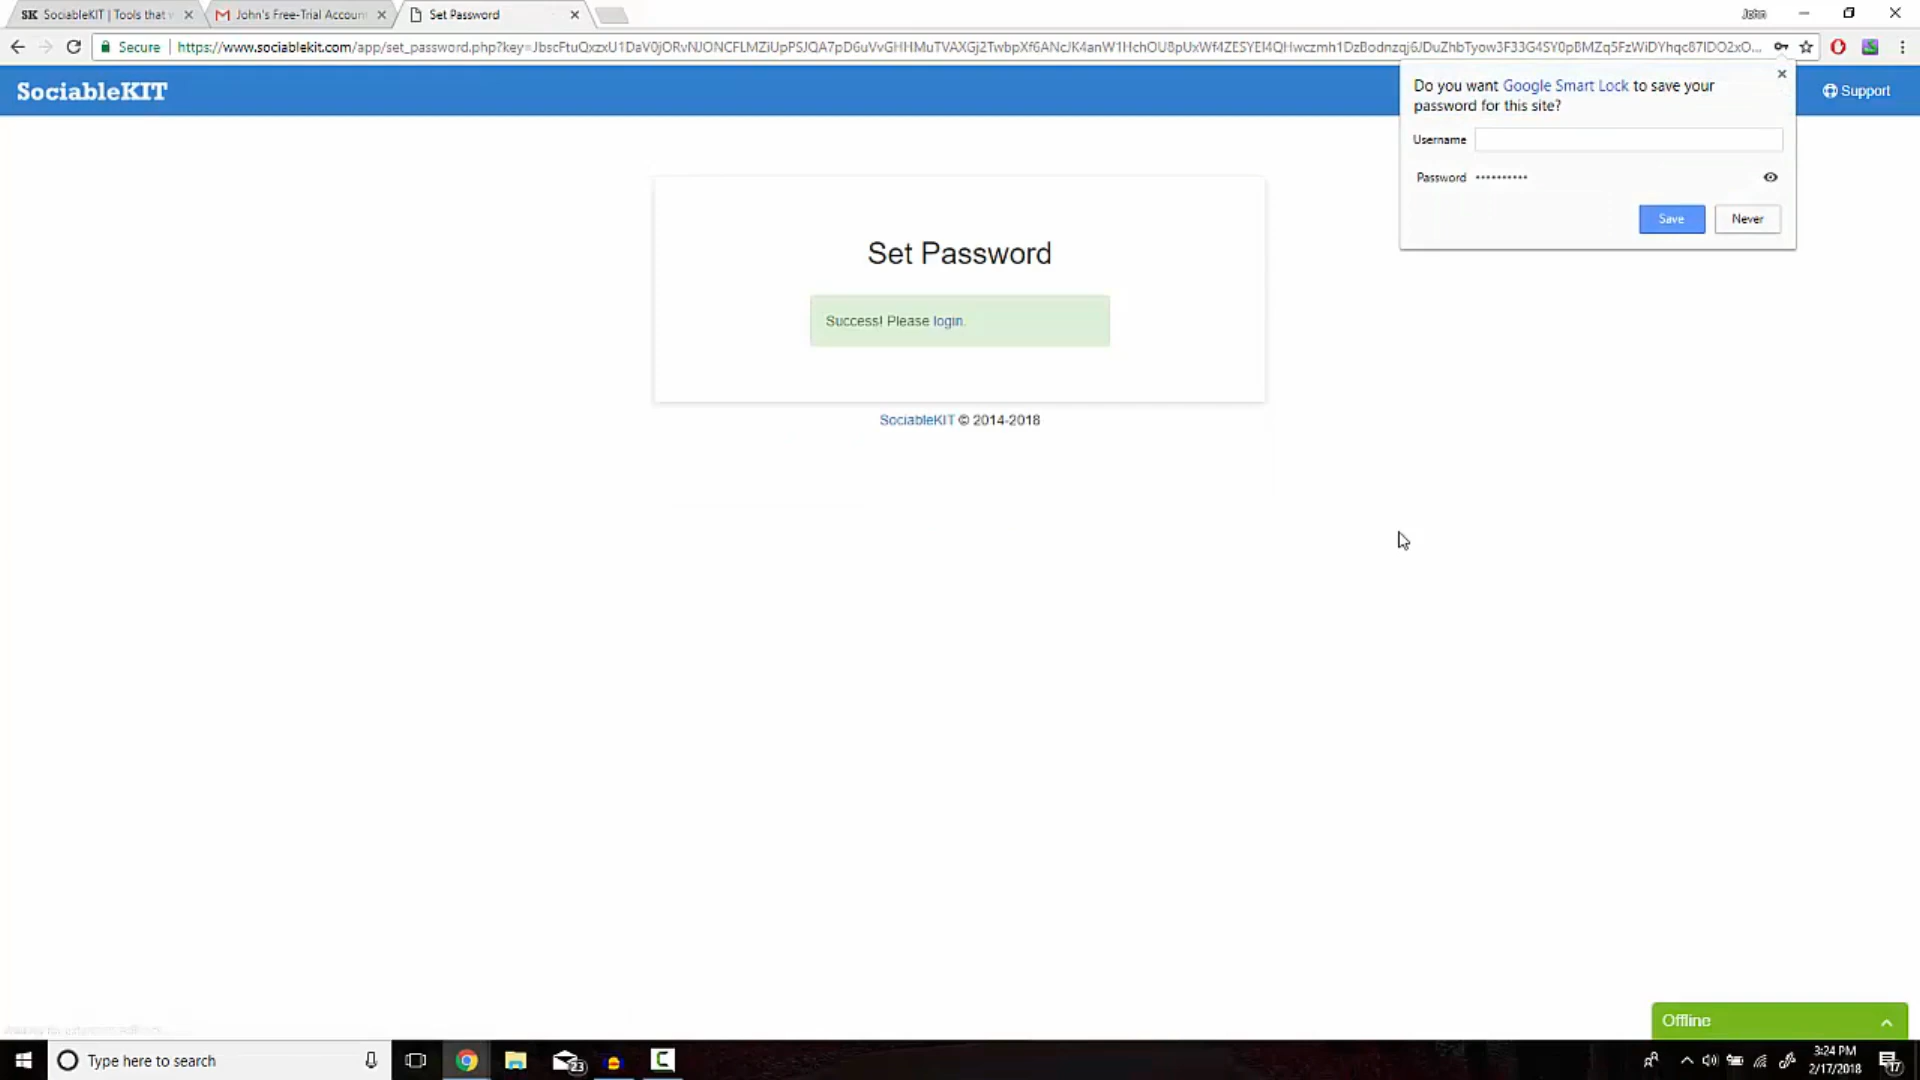 SK SociableKIT | Tools that
John's Free-Trial Accoun
Set Password
John
Secure
https://www.sociablekit.com/app/set_password.php?key=
SociableKIT
Support
Do you want Google Smart Lock to save your
password for this site?
Username
Password ••••••••••
Save
Never
Set Password
Success! Please login.
SociableKIT © 2014-2018
Offline
Type here to search
23
3:24 PM
2/17/2018
17